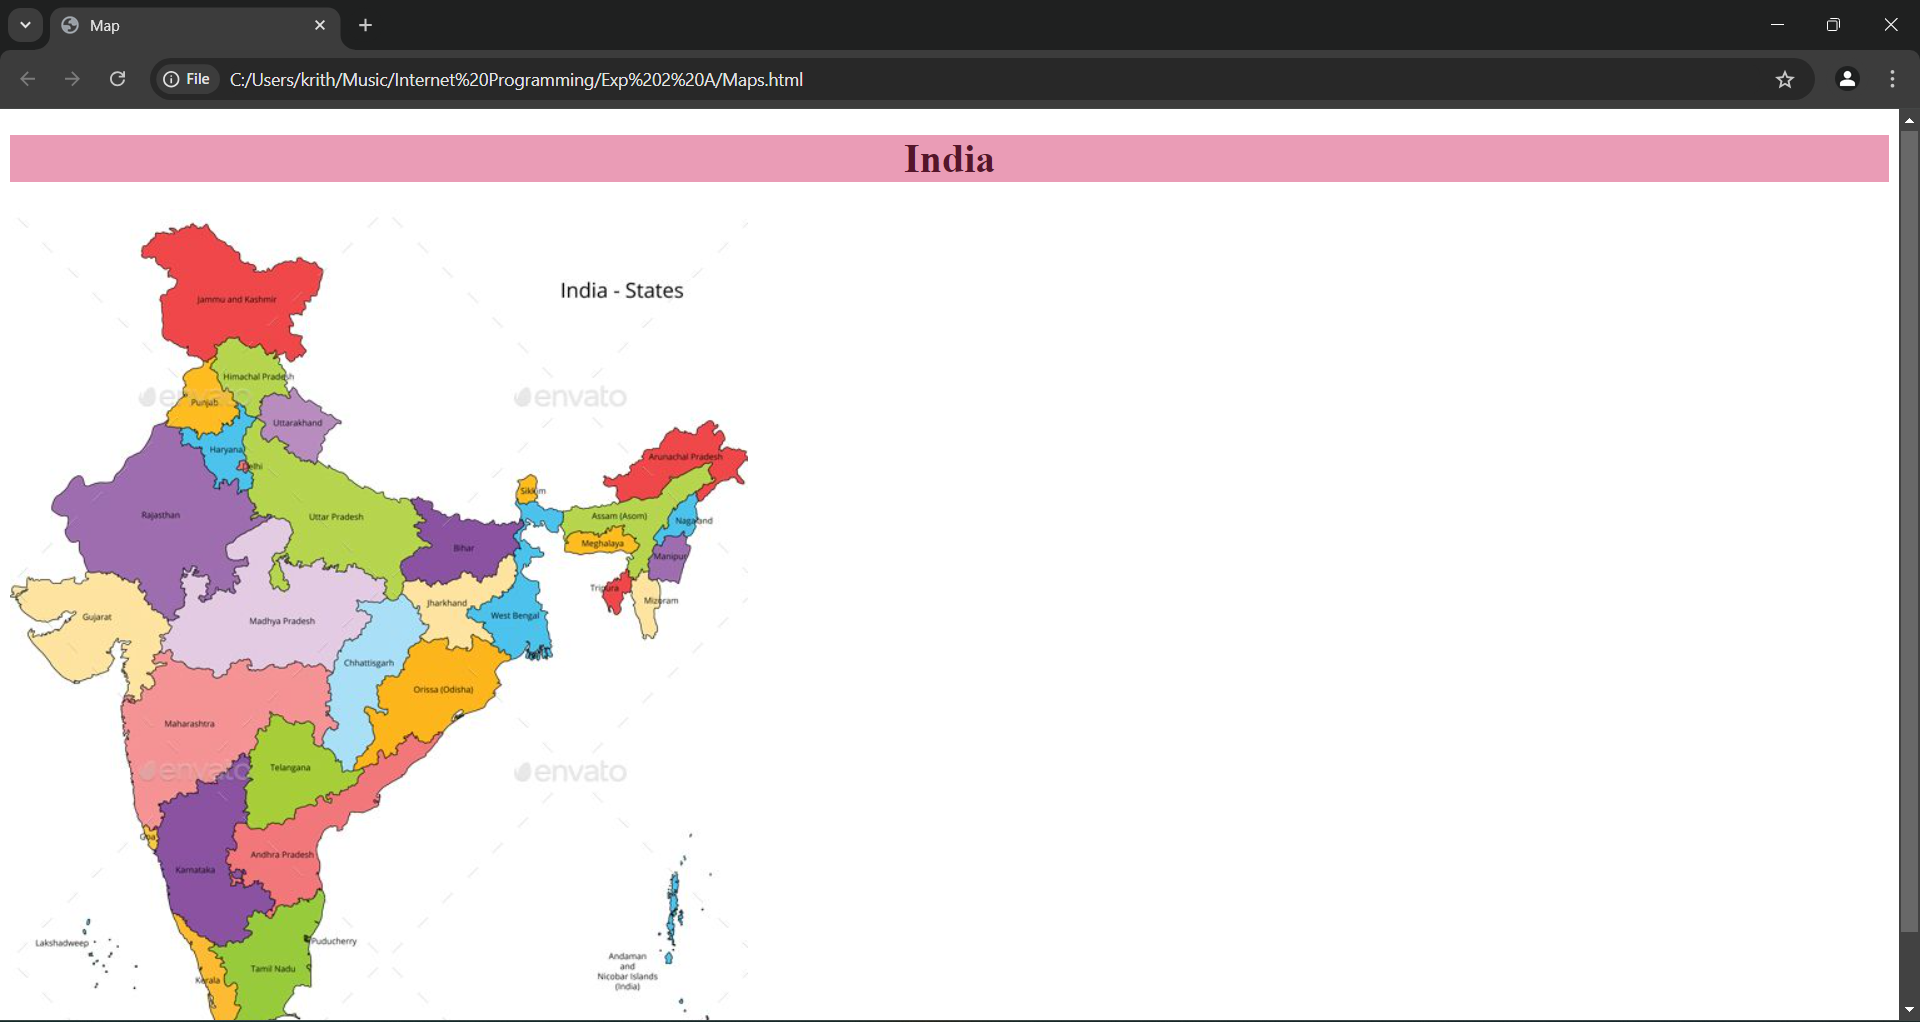 Map
File
C:/Users/krith/Music/Internet%20Programming/Exp%202%20A/Maps.html
India
India - States
Jammu and Kashmir
Himachal Pradesh
envato
envato
Punjab
Uttarakhand
Haryana
Delhi
Arunachal Pradesh
Sikkim
Rajasthan
Uttar Pradesh
Assam (Asom)
Nagaland
Bihar
Meghalaya
Manipur
Tripura
Mizoram
Jharkhand
Gujarat
Madhya Pradesh
West Bengal
Chhattisgarh
Orissa (Odisha)
Maharashtra
Telangana
envato
envato
Goa
Andhra Pradesh
Karnataka
Lakshadweep
Puducherry
Andaman
and
Nicobar Islands
(India)
Tamil Nadu
Kerala